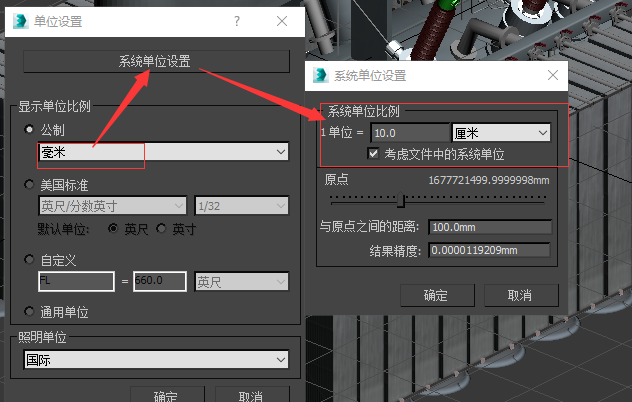 单位设置
系统单位设置
显示单位比例
公制
毫米
美国标准
英尺/分数英寸 1/32
默认单位: 英尺 英寸
自定义
FL = 660.0 英尺
通用单位
照明单位
国际
确定 取消
系统单位设置
系统单位比例
1 单位 = 10.0 厘米
考虑文件中的系统单位
原点 1677721499.9999998mm
与原点之间的距离: 100.0mm
结果精度: 0.0000119209mm
确定 取消